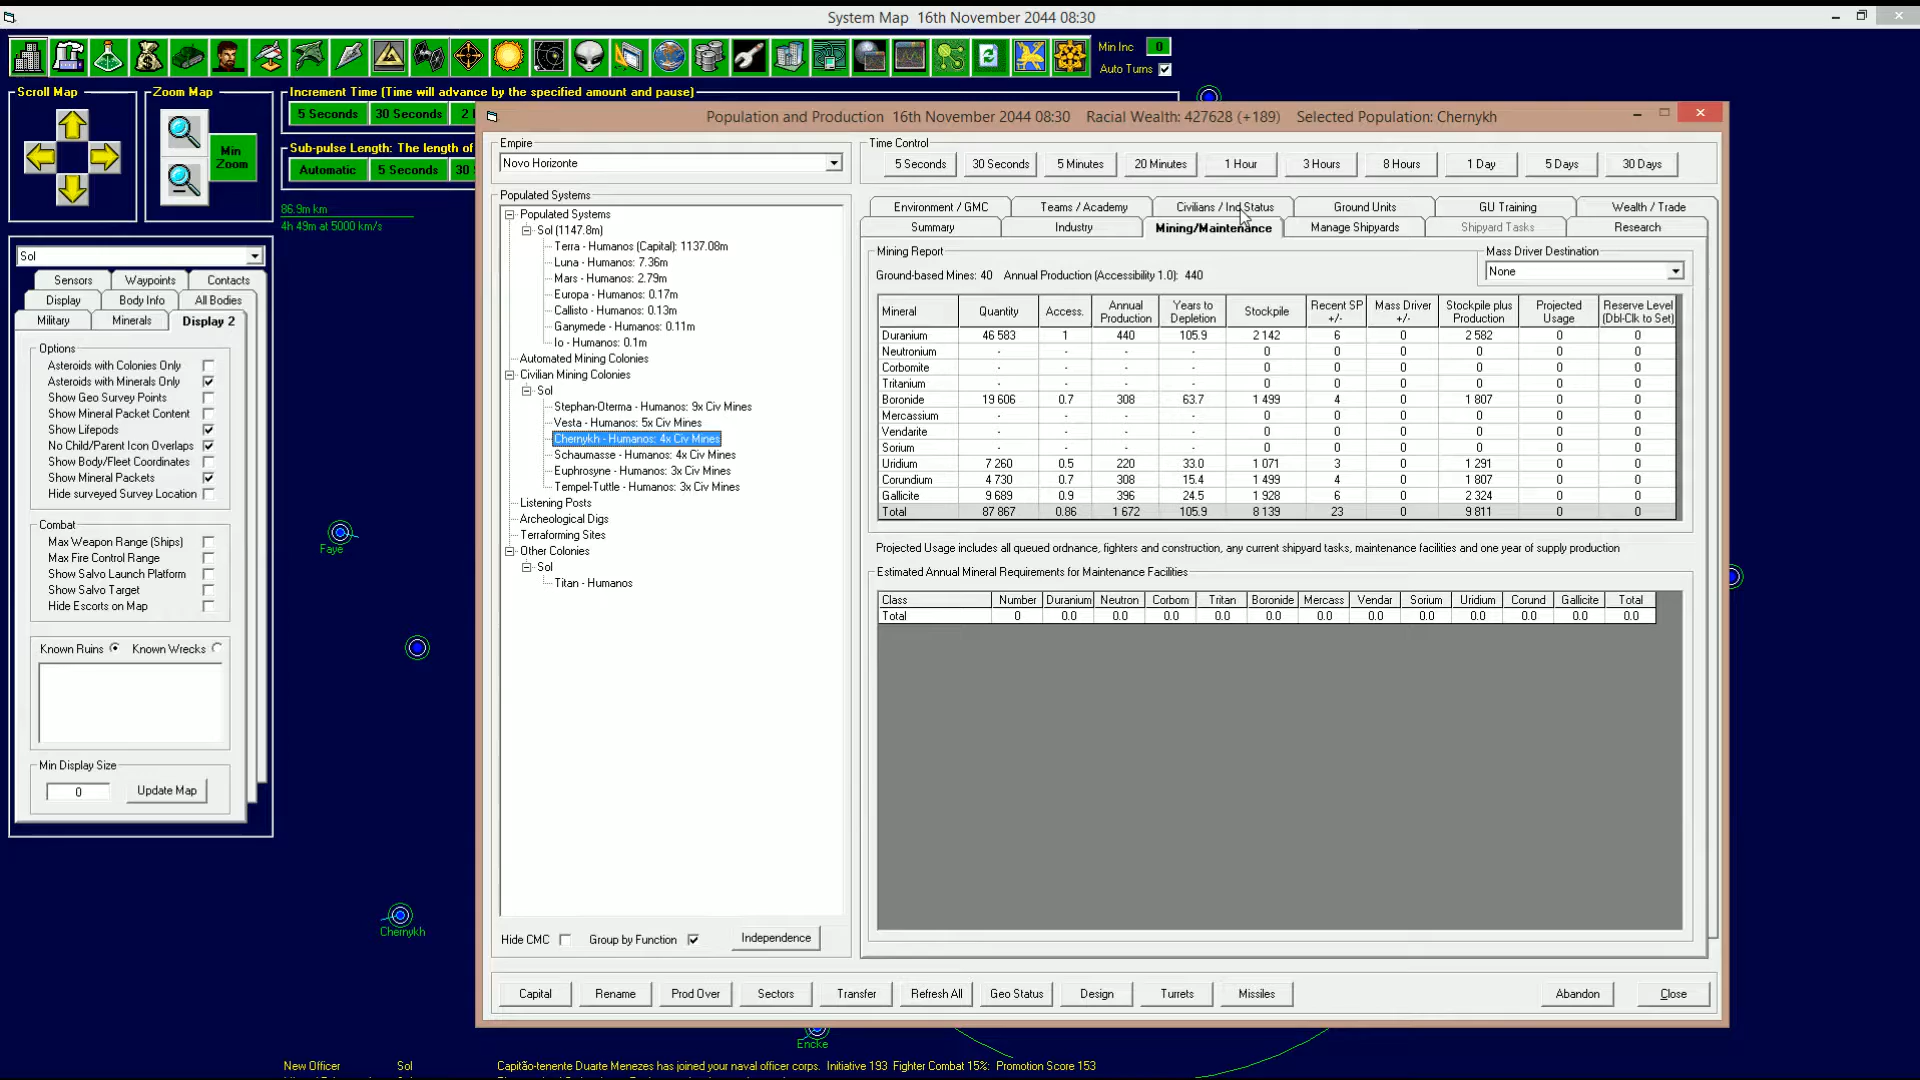 System Map 16th November 2044 08:30
Min Inc 0
Auto Turns
Scroll Map
Zoom Map
Min Zoom
Increment Time (Time will advance by the specified amount and pause)
5 Seconds 30 Seconds
Sub-pulse Length: The length of
Automatic 5 Seconds 30
86.9m km
4h 49m at 5000 km/s
Sol
Sensors Waypoints Contacts
Display Body Info All Bodies
Military Minerals Display 2
Options
Asteroids with Colonies Only
Asteroids with Minerals Only
Show Geo Survey Points
Show Mineral Packet Content
Show Lifepods
No Child/Parent Icon Overlaps
Show Body/Fleet Coordinates
Show Mineral Packets
Hide surveyed Survey Location
Combat
Max Weapon Range (Ships)
Max Fire Control Range
Show Salvo Launch Platform
Show Salvo Target
Hide Escorts on Map
Known Ruins Known Wrecks
Min Display Size
0 Update Map
Faye
Chernykh
Encke
Population and Production 16th November 2044 08:30 Racial Wealth: 427628 (+189) Selected Population: Chernykh
Empire
Novo Horizonte
Populated Systems
Populated Systems
Sol (1147.8m)
Terra - Humanos (Capital): 1137.08m
Luna - Humanos: 7.36m
Mars - Humanos: 2.79m
Europa - Humanos: 0.17m
Callisto - Humanos: 0.13m
Ganymede - Humanos: 0.11m
Io - Humanos: 0.1m
Automated Mining Colonies
Civilian Mining Colonies
Sol
Stephan-Oterma - Humanos: 9x Civ Mines
Vesta - Humanos: 5x Civ Mines
Chernykh - Humanos: 4x Civ Mines
Schaumasse - Humanos: 4x Civ Mines
Euphrosyne - Humanos: 3x Civ Mines
Tempel-Tuttle - Humanos: 3x Civ Mines
Listening Posts
Archeological Digs
Terraforming Sites
Other Colonies
Sol
Titan - Humanos
Hide CMC Group by Function Independence
Time Control
5 Seconds 30 Seconds 5 Minutes 20 Minutes 1 Hour 3 Hours 8 Hours 1 Day 5 Days 30 Days
Environment / GMC Teams / Academy Civilians / Ind Status Ground Units GU Training Wealth / Trade
Summary Industry Mining/Maintenance Manage Shipyards Shipyard Tasks Research
Mining Report
Ground-based Mines: 40 Annual Production (Accessibility 1.0): 440
Mass Driver Destination
None
Mineral Quantity Access. Annual Production Years to Depletion Stockpile Recent SP +/- Mass Driver +/- Stockpile plus Production Projected Usage Reserve Level (Dbl-Clk to Set)
Duranium 46 583 1 440 105.9 2 142 6 0 2 582 0 0
Neutronium - - - - 0 0 0 0 0 0
Corbomite - - - - 0 0 0 0 0 0
Tritanium - - - - 0 0 0 0 0 0
Boronide 19 606 0.7 308 63.7 1 499 4 0 1 807 0 0
Mercassium - - - - 0 0 0 0 0 0
Vendarite - - - - 0 0 0 0 0 0
Sorium - - - - 0 0 0 0 0 0
Uridium 7 260 0.5 220 33.0 1 071 3 0 1 291 0 0
Corundium 4 730 0.7 308 15.4 1 499 4 0 1 807 0 0
Gallicite 9 689 0.9 396 24.5 1 928 6 0 2 324 0 0
Total 87 867 0.86 1 672 105.9 8 139 23 0 9 811 0 0
Projected Usage includes all queued ordnance, fighters and construction, any current shipyard tasks, maintenance facilities and one year of supply production
Estimated Annual Mineral Requirements for Maintenance Facilities
Class Number Duranium Neutron Corbom Tritan Boronide Mercass Vendar Sorium Uridium Corund Gallicite Total
Total 0 0.0 0.0 0.0 0.0 0.0 0.0 0.0 0.0 0.0 0.0 0.0 0.0
Capital Rename Prod Over Sectors Transfer Refresh All Geo Status Design Turrets Missiles Abandon Close
New Officer Sol Capitão-tenente Duarte Menezes has joined your naval officer corps. Initiative 193 Fighter Combat 15%: Promotion Score 153